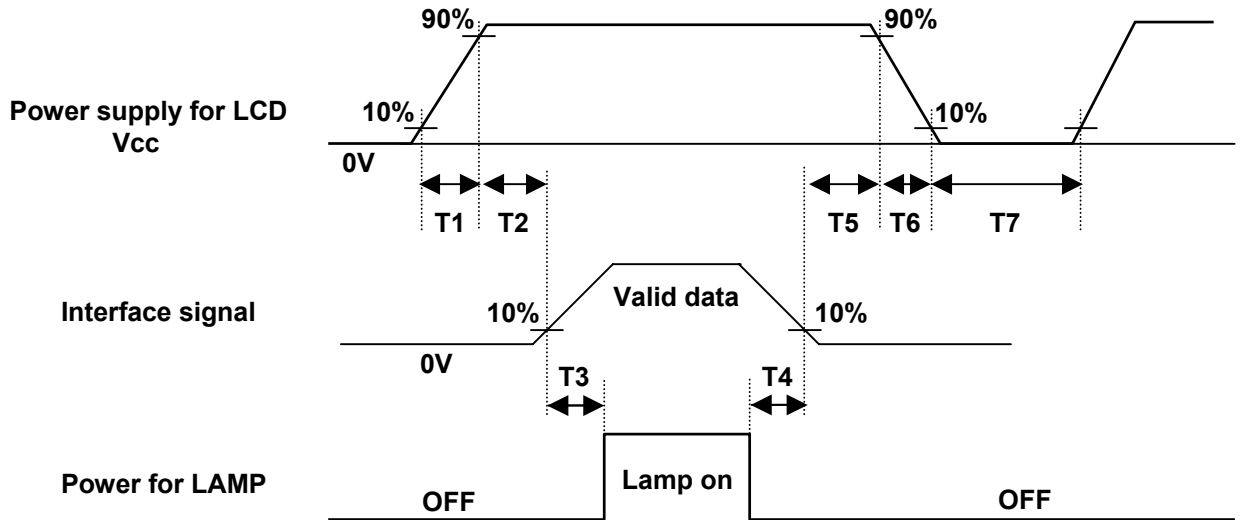 90%
90%
Power supply for LCD
Vcc
10%
10%
0V
T1
T2
T5
T6
T7
Interface signal
Valid data
10%
10%
0V
T3
T4
Power for LAMP
Lamp on
OFF
OFF